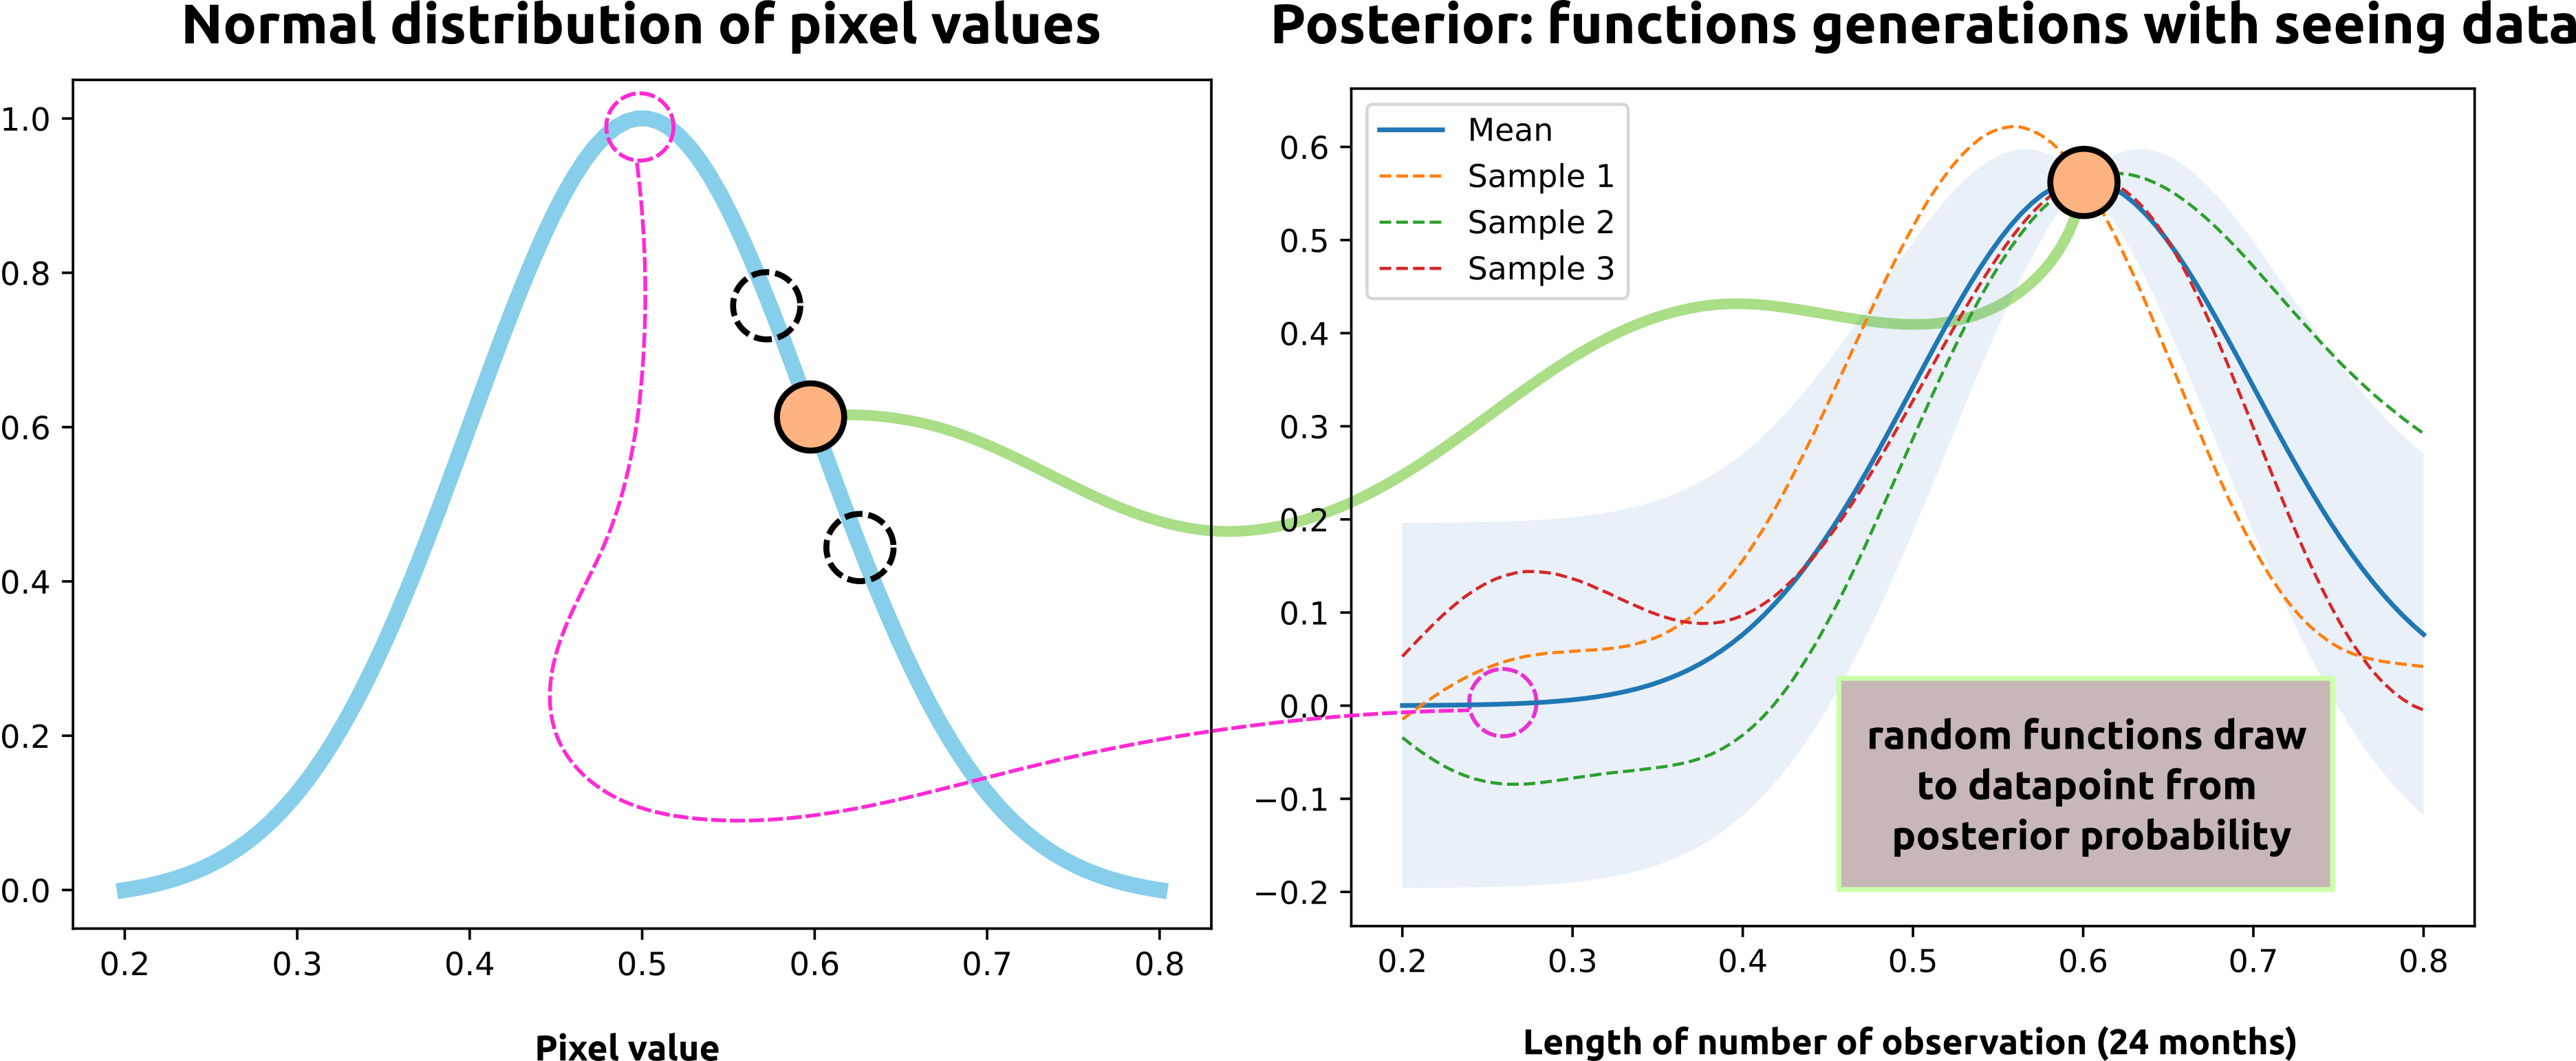 Normal distribution of pixel values
1.0
0.8
0.6
0.4
0.2
0.0
0.2 0.3 0.4 0.5 0.6 0.7 0.8
Pixel value
Posterior: functions generations with seeing data
Mean
Sample 1
Sample 2
Sample 3
0.6
0.5
0.4
0.3
0.2
0.1
0.0
−0.1
−0.2
random functions draw
to datapoint from
posterior probability
0.2 0.3 0.4 0.5 0.6 0.7 0.8
Length of number of observation (24 months)